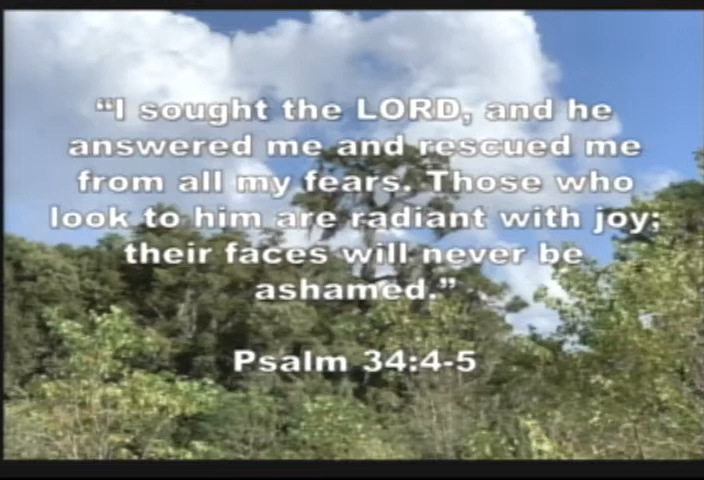 “I sought the LORD, and he
answered me and rescued me
from all my fears. Those who
look to him are radiant with joy;
their faces will never be
ashamed.”
Psalm 34:4-5